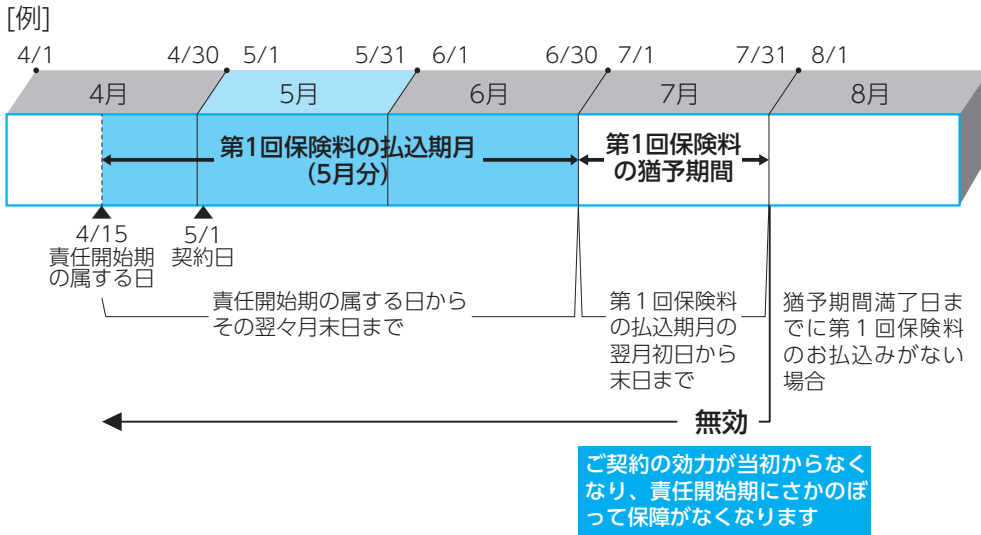 [例]
4/1 4/30 5/1 5/31 6/1 6/30 7/1 7/31 8/1
4月 5月 6月 7月 8月
第1回保険料の払込期月
(5月分)
第1回保険料
の猶予期間
4/15
責任開始期
の属する日
5/1
契約日
責任開始期の属する日から
その翌々月末日まで
第１回保険料
の払込期月の
翌月初日から
末日まで
猶予期間満了日ま
でに第１回保険料
のお払込みがない
場合
無効
ご契約の効力が当初からなく
なり、責任開始期にさかのぼ
って保障がなくなります